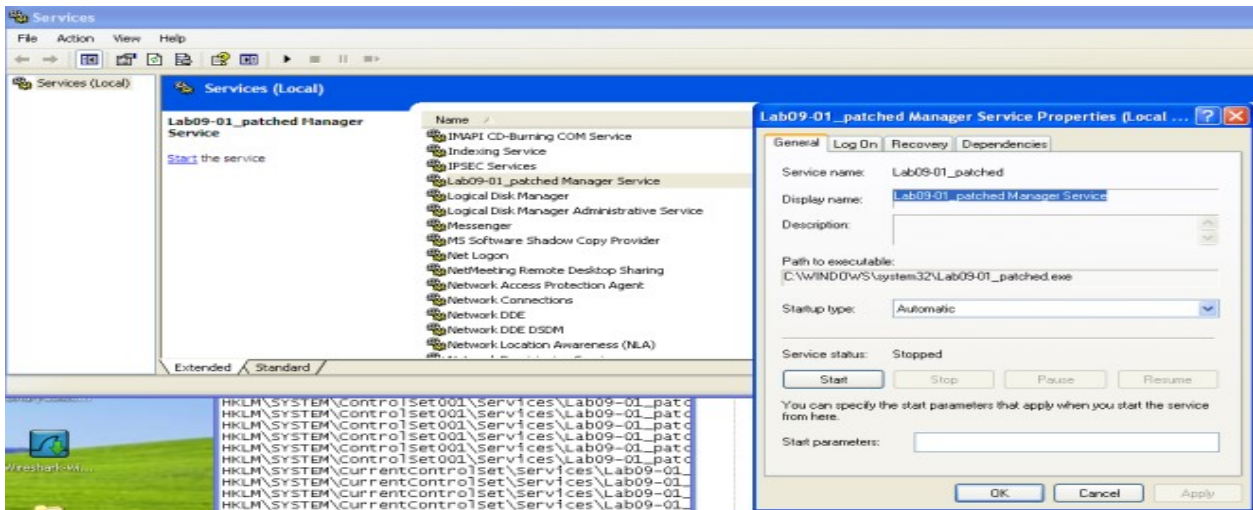 Services
File Action View Help
Services (Local)
Services (Local)
Lab09-01_patched Manager Service
Start the service
Name
IMAPI CD-Burning COM Service
Indexing Service
IPSEC Services
Lab09-01_patched Manager Service
Logical Disk Manager
Logical Disk Manager Administrative Service
Messenger
MS Software Shadow Copy Provider
Net Logon
NetMeeting Remote Desktop Sharing
Network Access Protection Agent
Network Connections
Network DDE
Network DDE DSDM
Network Location Awareness (NLA)
Extended Standard
Lab09-01_patched Manager Service Properties (Local ...
General Log On Recovery Dependencies
Service name: Lab09-01_patched
Display name: Lab09-01_patched Manager Service
Description:
Path to executable:
C:\WINDOWS\system32\Lab09-01_patched.exe
Startup type: Automatic
Service status: Stopped
Start Stop Pause Resume
You can specify the start parameters that apply when you start the service
from here.
Start parameters:
OK Cancel Apply
HKLM\SYSTEM\ControlSet001\Services\Lab09-01_patc
HKLM\SYSTEM\ControlSet001\Services\Lab09-01_patc
HKLM\SYSTEM\ControlSet001\Services\Lab09-01_patc
HKLM\SYSTEM\ControlSet001\Services\Lab09-01_patc
HKLM\SYSTEM\ControlSet001\Services\Lab09-01_patc
HKLM\SYSTEM\ControlSet001\Services\Lab09-01_patc
HKLM\SYSTEM\CurrentControlSet\Services\Lab09-01_
HKLM\SYSTEM\CurrentControlSet\Services\Lab09-01_
HKLM\SYSTEM\CurrentControlSet\Services\Lab09-01_
HKLM\SYSTEM\CurrentControlSet\Services\Lab09-01_